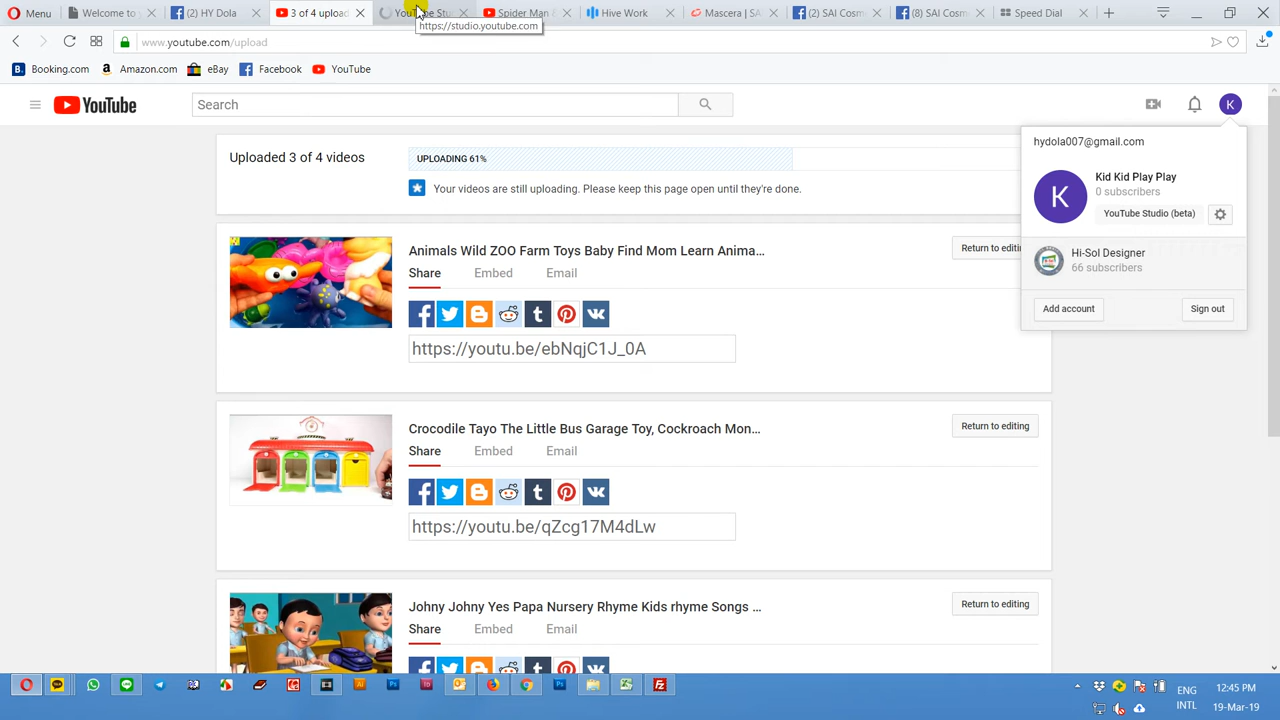 Menu
Welcome to
(2) HY Dola
3 of 4 upload
YouTube Stu
Spider Man
Hive Work
Mascera | SA
(2) SAI Cosm
SAI Cosm
Speed Dial
https://studio.youtube.com
www.youtube.com/upload
Booking.com
Amazon.com
eBay
Facebook
YouTube
YouTube
Search
K
Uploaded 3 of 4 videos
UPLOADING 61%
Your videos are still uploading. Please keep this page open until they're done.
hydola007@gmail.com
K
Kid Kid Play Play
0 subscribers
YouTube Studio (beta)
Hi-Sol Designer
66 subscribers
Add account
Sign out
Animals Wild ZOO Farm Toys Baby Find Mom Learn Anima...
Return to editin
Share Embed Email
https://youtu.be/ebNqjC1J_0A
Crocodile Tayo The Little Bus Garage Toy, Cockroach Mon...
Return to editing
Share Embed Email
https://youtu.be/qZcg17M4dLw
Johny Johny Yes Papa Nursery Rhyme Kids rhyme Songs ...
Return to editing
Share Embed Email
ENG
INTL
12:45 PM
19-Mar-19